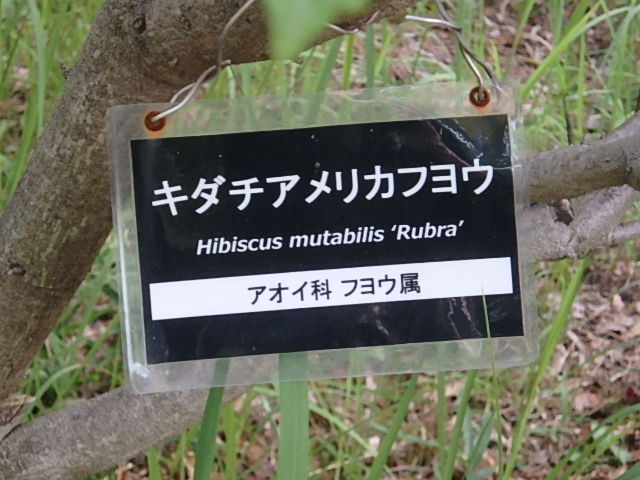 キダチアメリカフヨウ
Hibiscus mutabilis ‘Rubra’
アオイ科 フヨウ属